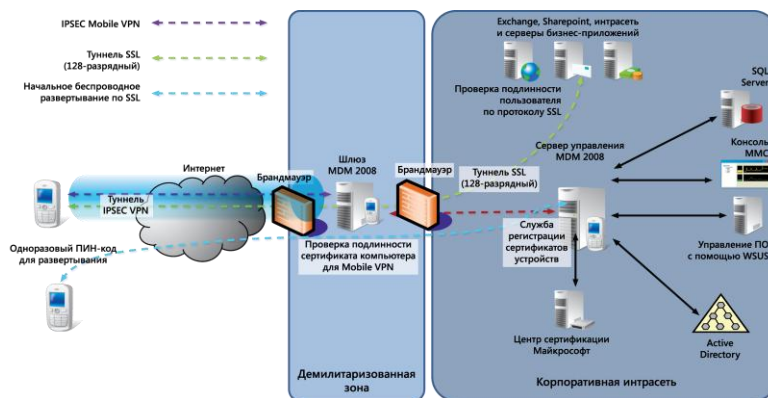 IPSEC Mobile VPN
Туннель SSL
(128-разрядный)
Начальное беспроводное
развертывание по SSL
Exchange, Sharepoint, интрасеть
и серверы бизнес-приложений
Проверка подлинности
пользователя
по протоколу SSL
SQL
Server
Сервер управления
MDM 2008
Консоль
MMC
Интернет
Брандмауэр
Шлюз
MDM 2008
Брандмауэр
Туннель SSL
(128-разрядный)
Туннель
IPSEC VPN
Одноразовый ПИН-код
для развертывания
Проверка подлинности
сертификата компьютера
для Mobile VPN
Служба
регистрации
сертификатов
устройств
Управление ПО
с помощью WSUS
Центр сертификации
Майкрософт
Active
Directory
Демилитаризованная
зона
Корпоративная интрасеть